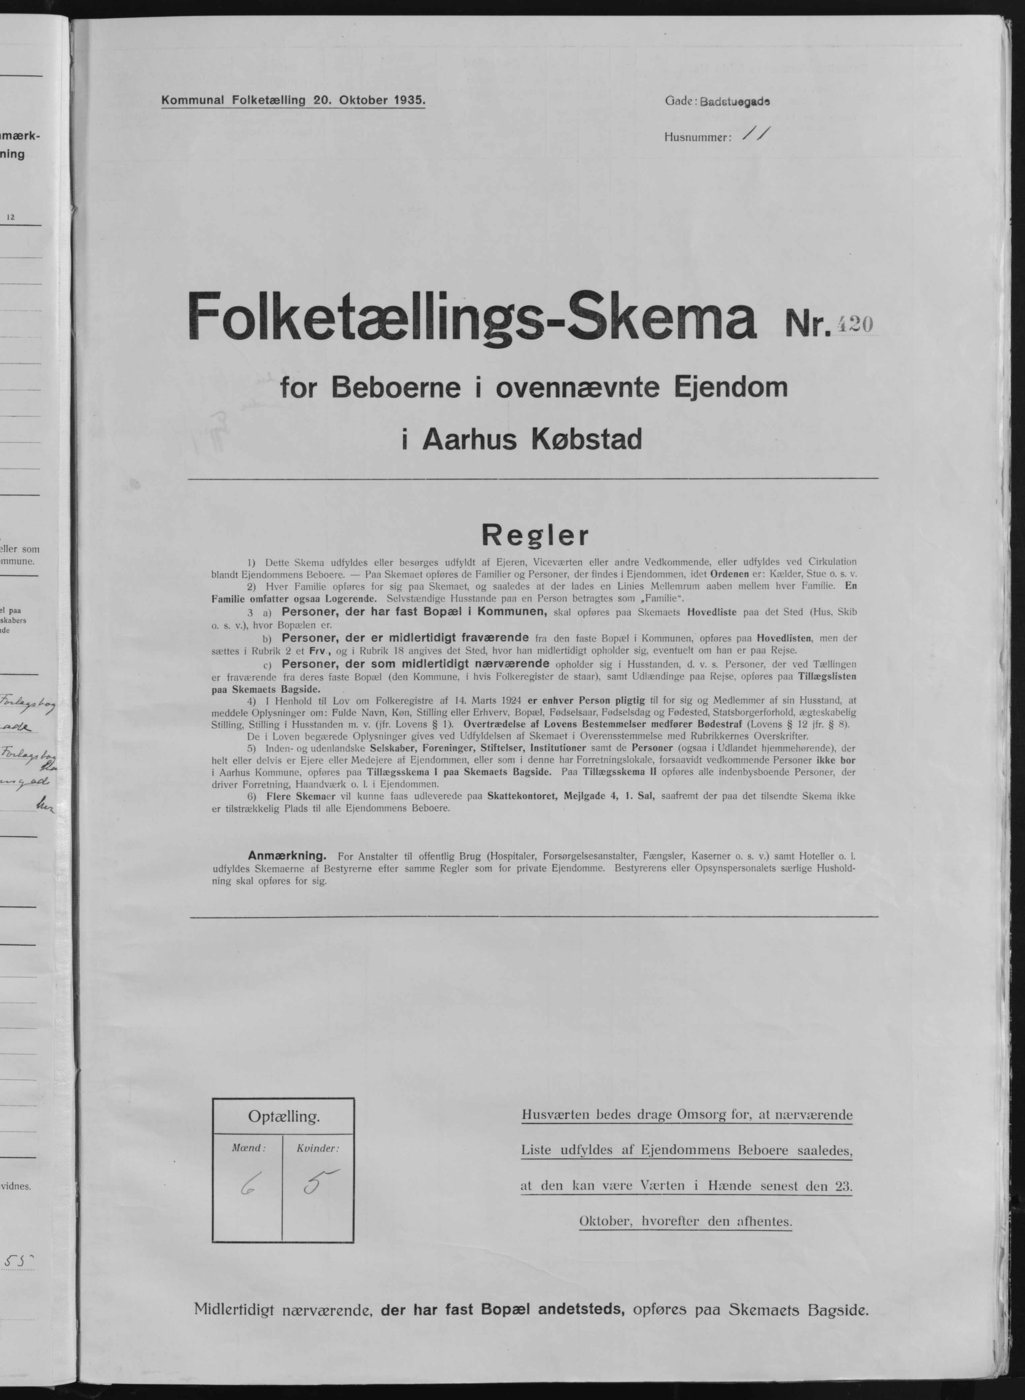 Kommunal Folketælling 20. Oktober 1935.
Gade: Badstuegade
Husnummer: 11
Folketællings-Skema Nr. 420
for Beboerne i ovennævnte Ejendom
i Aarhus Købstad
Regler
1) Dette Skema udfyldes eller besørges udfyldt af Ejeren, Viceværten eller andre Vedkommende, eller udfyldes ved Cirkulation
blandt Ejendommens Beboere. — Paa Skemaet opføres de Familier og Personer, der findes i Ejendommen, idet Ordenen er: Kælder, Stue o. s. v.
2) Hver Familie opføres for sig paa Skemaet, og saaledes at der lades en Linies Mellemrum aaben mellem hver Familie. En
Familie omfatter ogsaa Logerende. Selvstændige Husstande paa en Person betragtes som „Familie".
3 a) Personer, der har fast Bopæl i Kommunen, skal opføres paa Skemaets Hovedliste paa det Sted (Hus, Skib
o. s. v.), hvor Bopælen er.
b) Personer, der er midlertidigt fraværende fra den faste Bopæl i Kommunen, opføres paa Hovedlisten, men der
sættes i Rubrik 2 et Frv, og i Rubrik 18 angives det Sted, hvor han midlertidigt opholder sig, eventuelt om han er paa Rejse.
c) Personer, der som midlertidigt nærværende opholder sig i Husstanden, d. v. s. Personer, der ved Tællingen
er fraværende fra deres faste Bopæl (den Kommune, i hvis Folkeregister de staar), samt Udlændinge paa Rejse, opføres paa Tillægslisten
paa Skemaets Bagside.
4) I Henhold til Lov om Folkeregistre af 14. Marts 1924 er enhver Person pligtig til for sig og Medlemmer af sin Husstand, at
meddele Oplysninger om: Fulde Navn, Køn, Stilling eller Erhverv, Bopæl, Fødselsaar, Fødselsdag og Fødested, Statsborgerforhold, ægteskabelig
Stilling, Stilling i Husstanden m. v. (jfr. Lovens § 1). Overtrædelse af Lovens Bestemmelser medfører Bødestraf (Lovens § 12 jfr. § 8).
De i Loven begærede Oplysninger gives ved Udfyldelsen af Skemaet i Overensstemmelse med Rubrikkernes Overskrifter.
5) Inden- og udenlandske Selskaber, Foreninger, Stiftelser, Institutioner samt de Personer (ogsaa i Udlandet hjemmehørende), der
helt eller delvis er Ejere eller Medejere af Ejendommen, eller som i denne har Forretningslokale, forsaavidt vedkommende Personer ikke bor
i Aarhus Kommune, opføres paa Tillægsskema I paa Skemaets Bagside. Paa Tillægsskema II opføres alle indenbysboende Personer, der
driver Forretning, Haandværk o. l. i Ejendommen.
6) Flere Skemaer vil kunne faas udleverede paa Skattekontoret, Mejlgade 4, 1. Sal, saafremt der paa det tilsendte Skema ikke
er tilstrækkelig Plads til alle Ejendommens Beboere.
Anmærkning. For Anstalter til offentlig Brug (Hospitaler, Forsørgelsesanstalter, Fængsler, Kaserner o. s. v.) samt Hoteller o. l.
udfyldes Skemaerne af Bestyrerne efter samme Regler som for private Ejendomme. Bestyrerens eller Opsynspersonalets særlige Hushold-
ning skal opføres for sig.
Optælling.
Mænd: Kvinder:
6 5
Husværten bedes drage Omsorg for, at nærværende
Liste udfyldes af Ejendommens Beboere saaledes,
at den kan være Værten i Hænde senest den 23.
Oktober, hvorefter den afhentes.
Midlertidigt nærværende, der har fast Bopæl andetsteds, opføres paa Skemaets Bagside.
mærk-
ning
12
eller som
mmune.
el paa
skabers
vidnes.
55